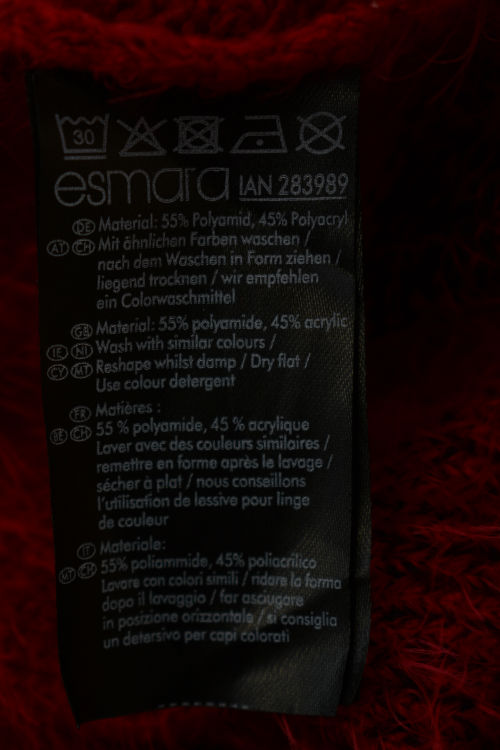 30
esmara IAN 283989
DE Material: 55% Polyamid, 45% Polyacryl
AT CH Mit ähnlichen Farben waschen /
nach dem Waschen in Form ziehen /
liegend trocknen / wir empfehlen
ein Colorwaschmittel
GB Material: 55% polyamide, 45% acrylic
IE NI Wash with similar colours /
CY MT Reshape whilst damp / Dry flat /
Use colour detergent
FR Matières :
BE CH 55 % polyamide, 45 % acrylique
Laver avec des couleurs similaires /
remettre en forme après le lavage /
sécher à plat / nous conseillons
l'utilisation de lessive pour linge
de couleur
IT Materiale:
MT CH 55% poliammide, 45% poliacrilico
Lavare con colori simili / ridare la forma
dopo il lavaggio / far asciugare
in posizione orizzontale / si consiglia
un detersivo per capi colorati